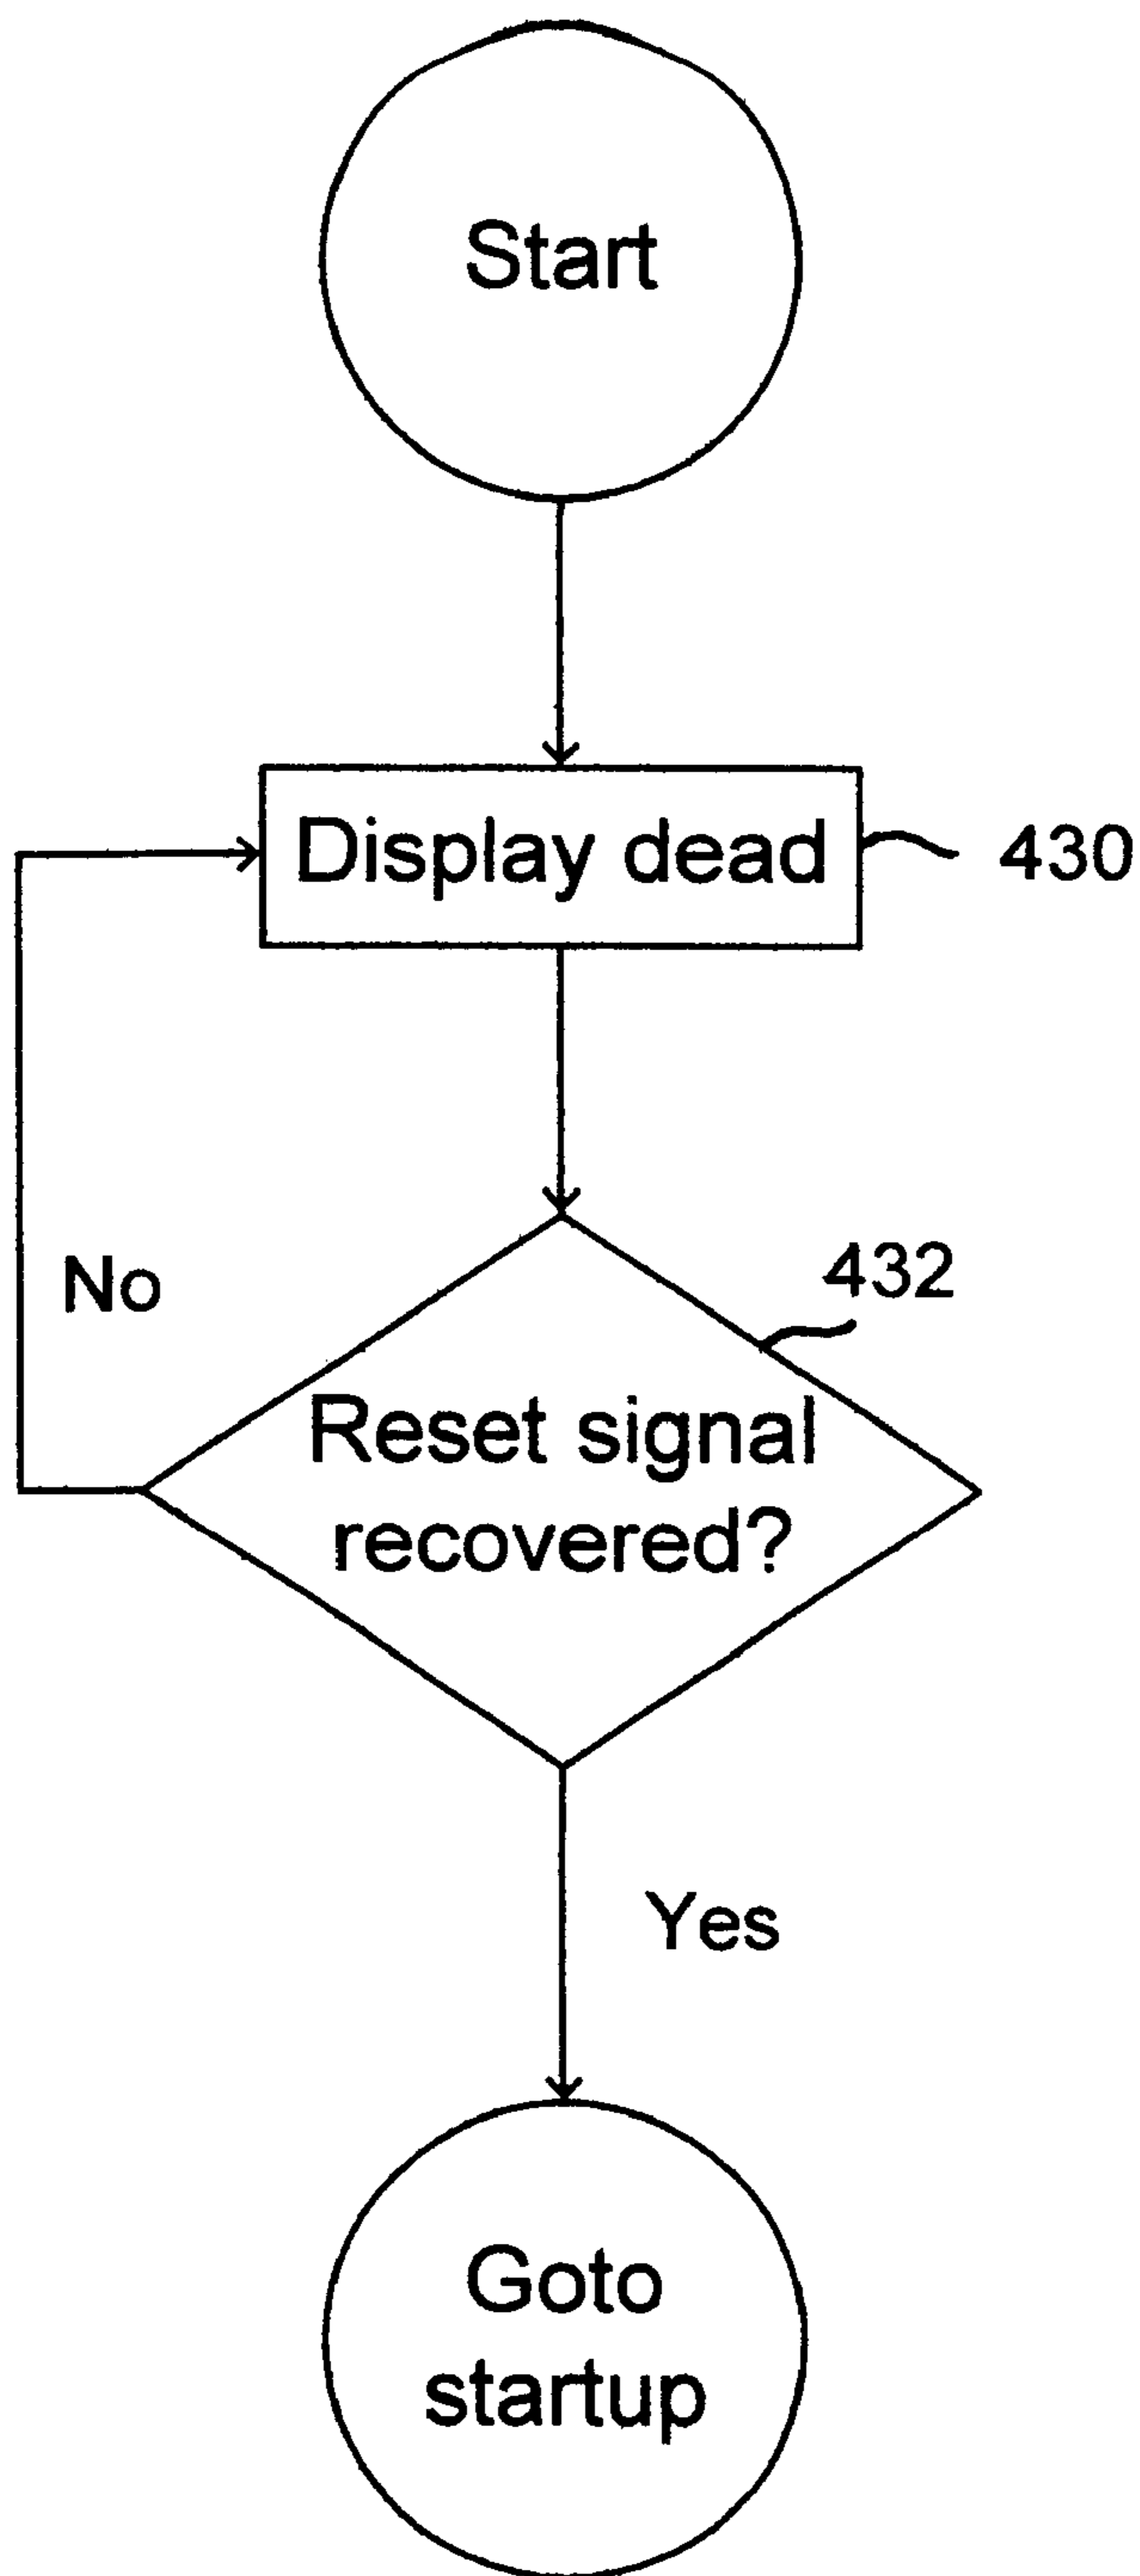 Start
Display dead
430
432
No
Reset signal
recovered?
Yes
Goto
startup